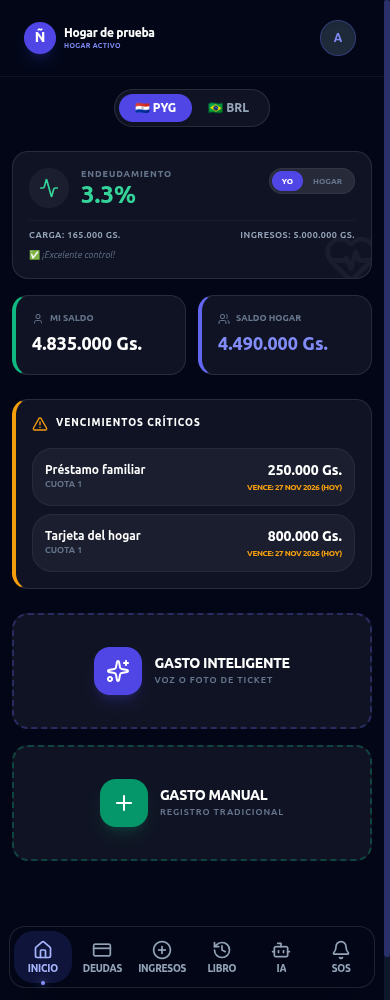 Ñ
Hogar de prueba
HOGAR ACTIVO
A
🇵🇾 PYG
🇧🇷 BRL
ENDEUDAMIENTO
3.3%
YO
HOGAR
CARGA: 165.000 GS.
INGRESOS: 5.000.000 GS.
✅ ¡Excelente control!
MI SALDO
4.835.000 Gs.
SALDO HOGAR
4.490.000 Gs.
VENCIMIENTOS CRÍTICOS
Préstamo familiar
250.000 Gs.
CUOTA 1
VENCE: 27 NOV 2026 (HOY)
Tarjeta del hogar
800.000 Gs.
CUOTA 1
VENCE: 27 NOV 2026 (HOY)
GASTO INTELIGENTE
VOZ O FOTO DE TICKET
GASTO MANUAL
REGISTRO TRADICIONAL
INICIO
DEUDAS
INGRESOS
LIBRO
IA
SOS